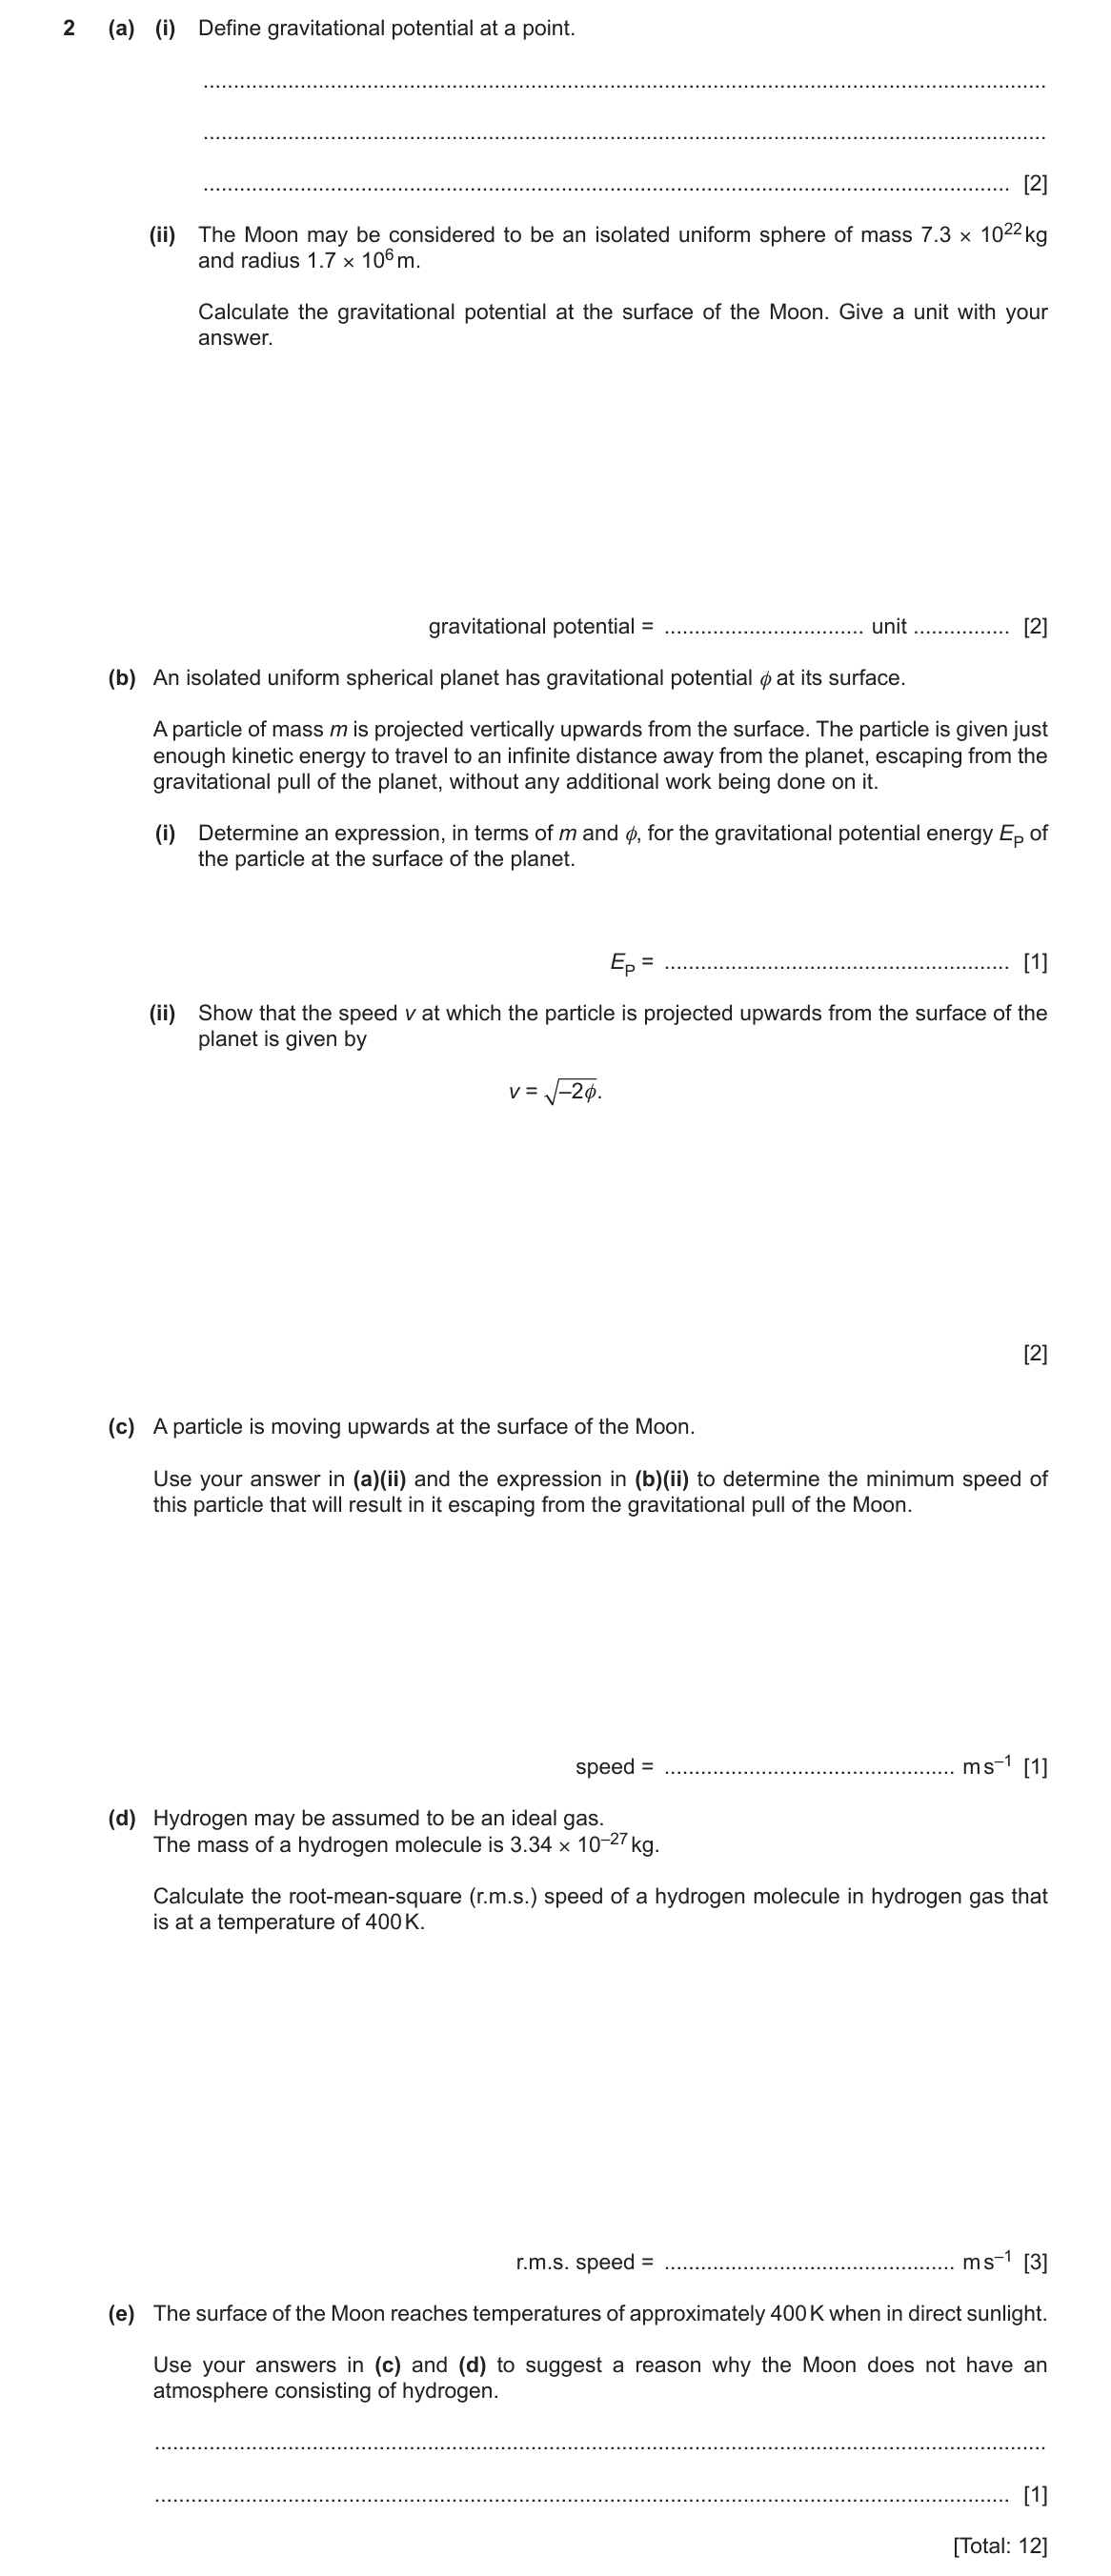 2 (a) (i) Define gravitational potential at a point.
..........................................................................................................................................
..........................................................................................................................................
.................................................................................................................................... [2]
(ii) The Moon may be considered to be an isolated uniform sphere of mass 7.3 × 10²² kg
and radius 1.7 × 10⁶ m.
Calculate the gravitational potential at the surface of the Moon. Give a unit with your
answer.
gravitational potential = ................................. unit ................ [2]
(b) An isolated uniform spherical planet has gravitational potential ϕ at its surface.
A particle of mass m is projected vertically upwards from the surface. The particle is given just
enough kinetic energy to travel to an infinite distance away from the planet, escaping from the
gravitational pull of the planet, without any additional work being done on it.
(i) Determine an expression, in terms of m and ϕ, for the gravitational potential energy E_P of
the particle at the surface of the planet.
E_P = ......................................................... [1]
(ii) Show that the speed v at which the particle is projected upwards from the surface of the
planet is given by
v = √(–2ϕ).
[2]
(c) A particle is moving upwards at the surface of the Moon.
Use your answer in (a)(ii) and the expression in (b)(ii) to determine the minimum speed of
this particle that will result in it escaping from the gravitational pull of the Moon.
speed = ................................................ m s⁻¹ [1]
(d) Hydrogen may be assumed to be an ideal gas.
The mass of a hydrogen molecule is 3.34 × 10⁻²⁷ kg.
Calculate the root-mean-square (r.m.s.) speed of a hydrogen molecule in hydrogen gas that
is at a temperature of 400 K.
r.m.s. speed = ................................................ m s⁻¹ [3]
(e) The surface of the Moon reaches temperatures of approximately 400 K when in direct sunlight.
Use your answers in (c) and (d) to suggest a reason why the Moon does not have an
atmosphere consisting of hydrogen.
..................................................................................................................................................
............................................................................................................................................ [1]
[Total: 12]